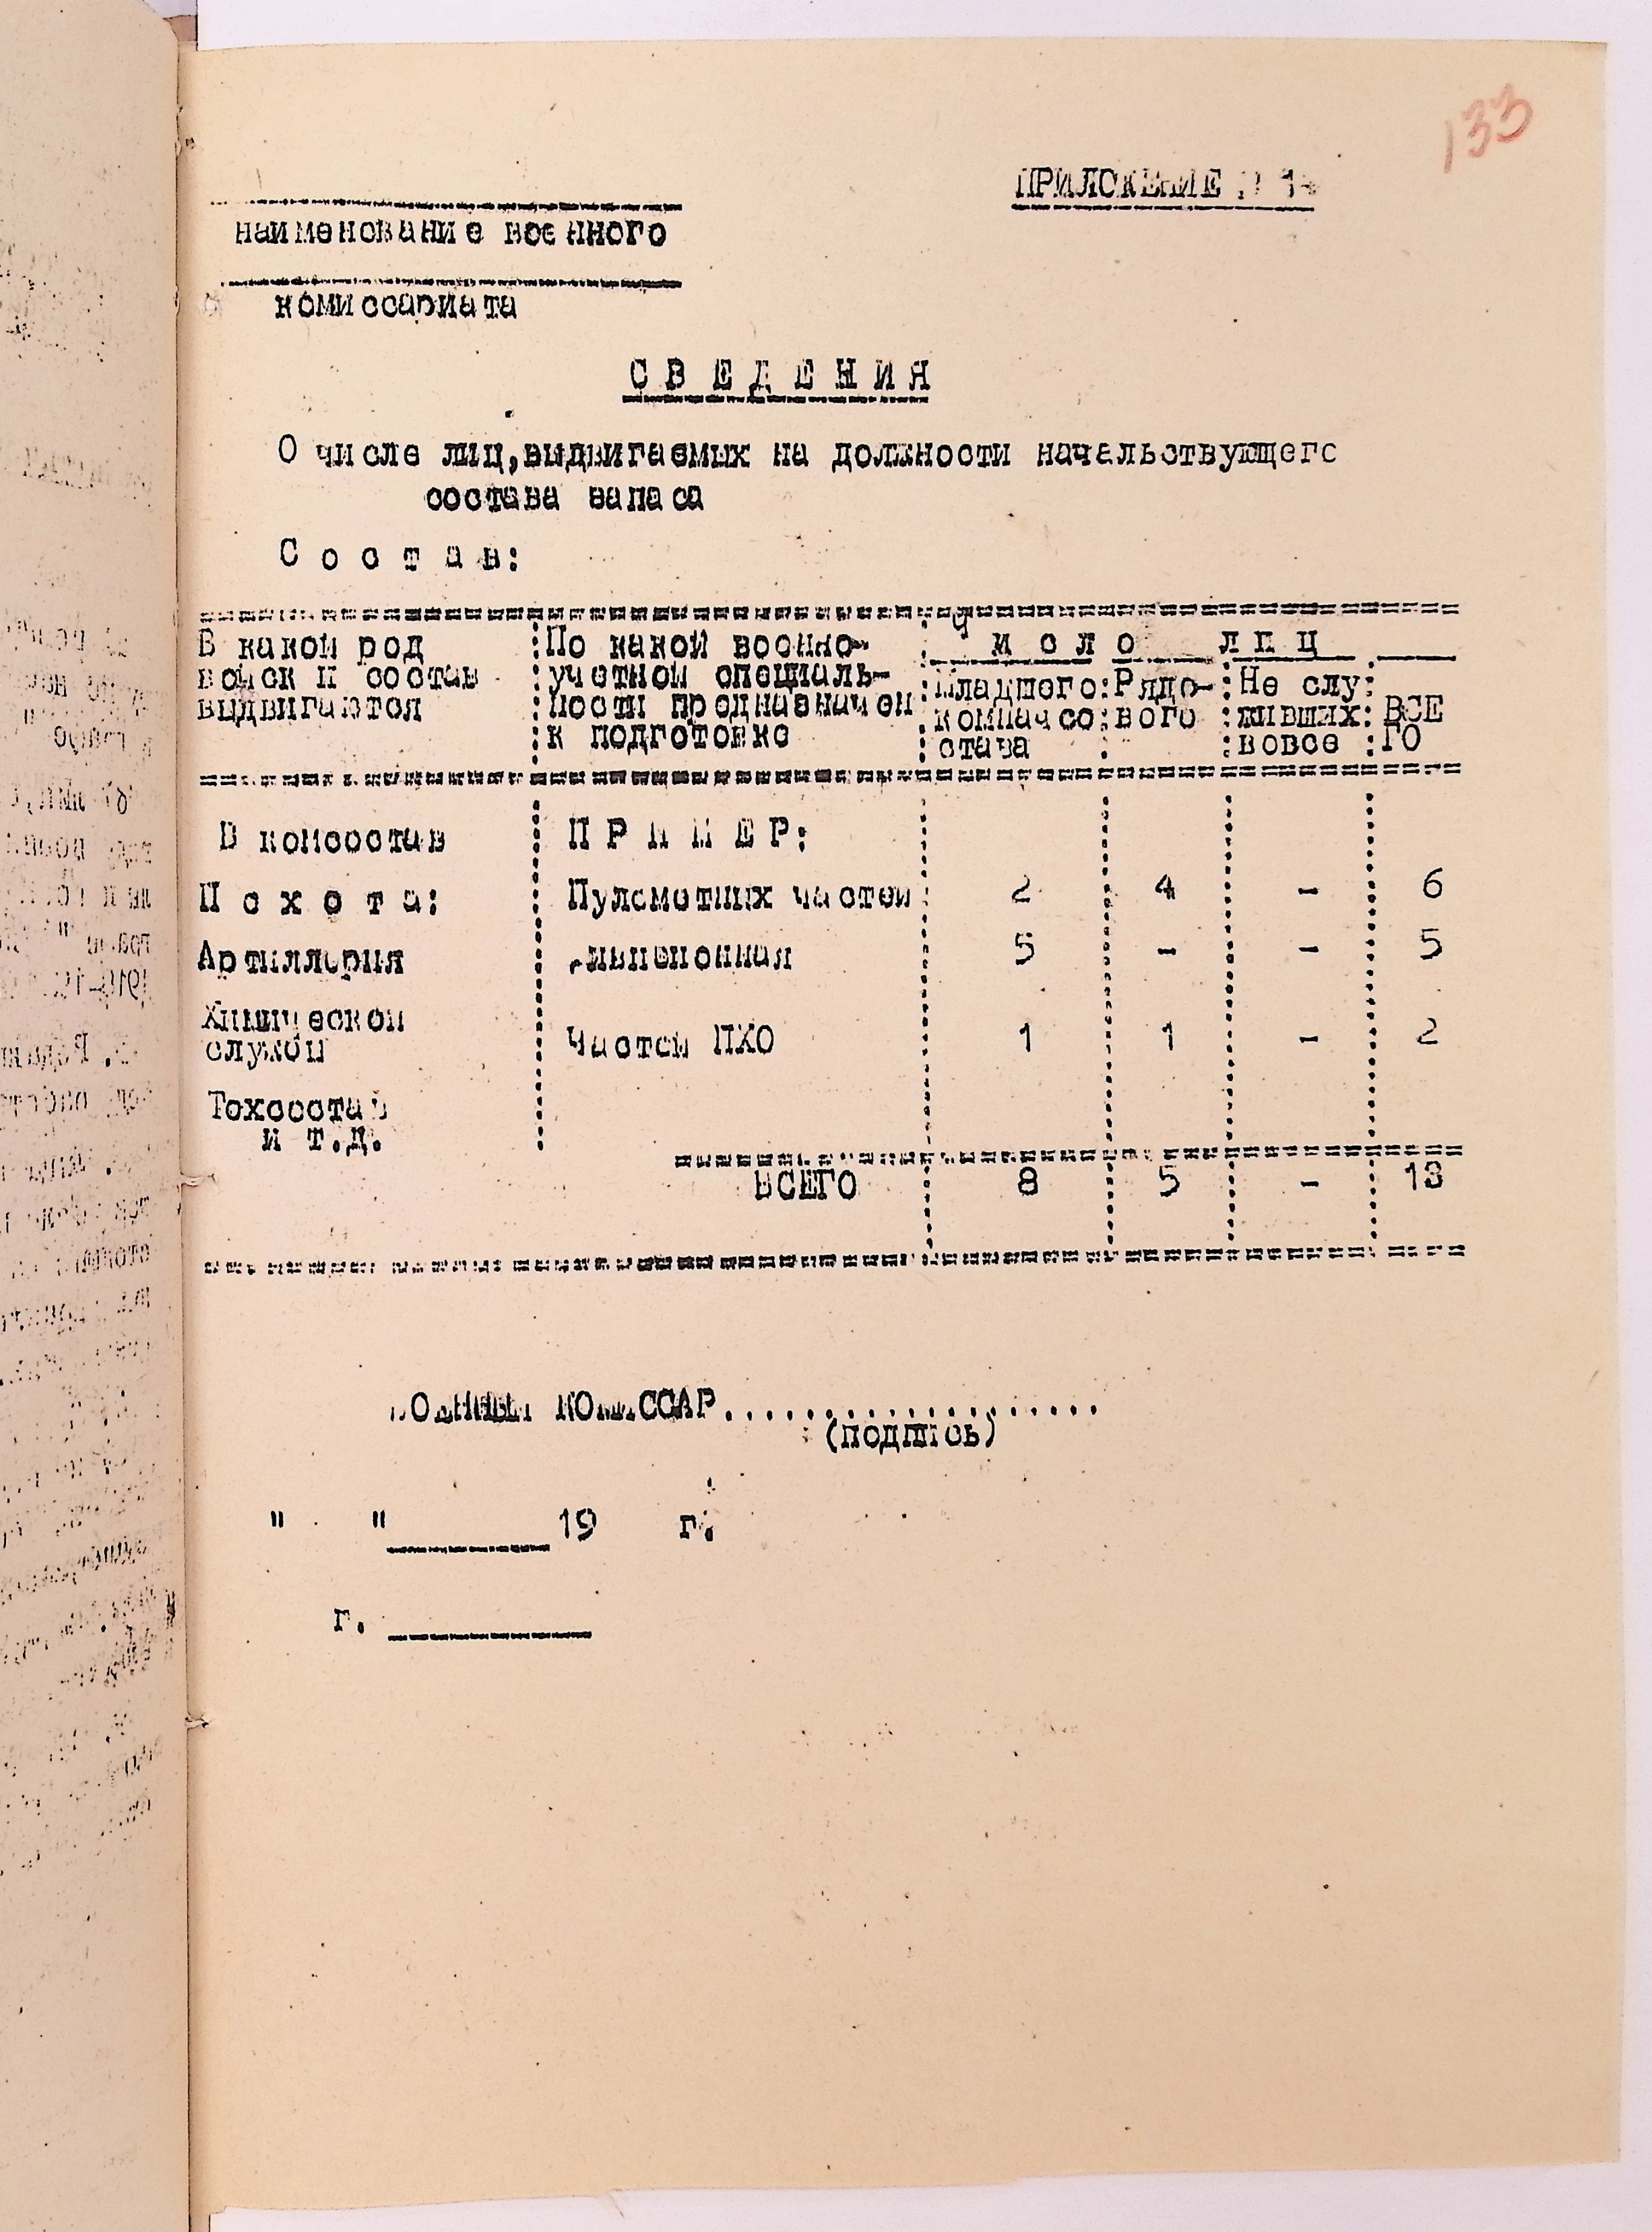 133
ПРИЛОЖЕНИЕ
наименование военного
комиссариата
СВЕДЕНИЯ
О числе лиц,выдвигаемых на должности начальствующего
состава запаса
Состав:
В какой род :По какой военно- : Число лиц
войск и состав :учетной специаль- :Младшего:Рядо-:Не слу:
выдвигаются :ности предназначен :комначсо:вого :живших:ВСЕ
:к подготовке :става : :вовсе :ГО
В комсостав : ПРИМЕР:
Пехота: : Пулеметных частей : 2 : 4 : - : 6
Артиллерия : 5 : - : - : 5
Химической
службы : Частей ПХО : 1 : 1 : - : 2
Техсостав
и т.д.
ВСЕГО : 8 : 5 : - : 13
ВОЕННЫЙ КОМИССАР....................
(подпись)
" " 19 г.
г.